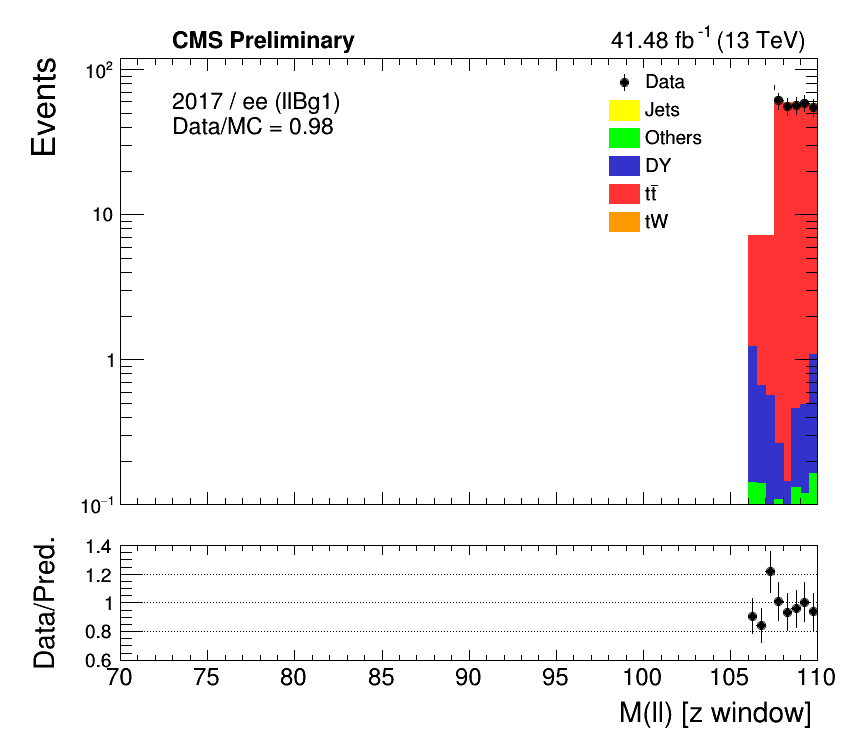 CMS Preliminary
41.48 fb⁻¹ (13 TeV)
Events
10²
10
1
10⁻¹
2017 / ee (llBg1)
Data/MC = 0.98
Data
Jets
Others
DY
tt̄
tW
Data/Pred.
1.4
1.2
1
0.8
0.6
70 75 80 85 90 95 100 105 110
M(ll) [z window]